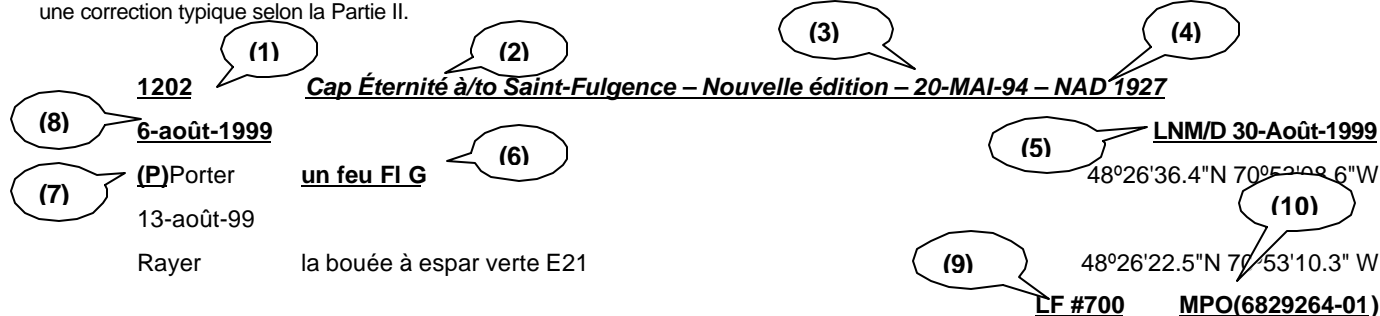 une correction typique selon la Partie II.
(1) (2) (3) (4)
1202 Cap Éternité à/to Saint-Fulgence – Nouvelle édition – 20-MAI-94 – NAD 1927
(8) 6-août-1999 (5) LNM/D 30-Août-1999
(7) (P)Porter un feu Fl G (6) 48º26'36.4"N 70º53'08.6"W
13-août-99 (10)
Rayer la bouée à espar verte E21 (9) 48º26'22.5"N 70º53'10.3" W
LF #700 MPO(6829264-01)